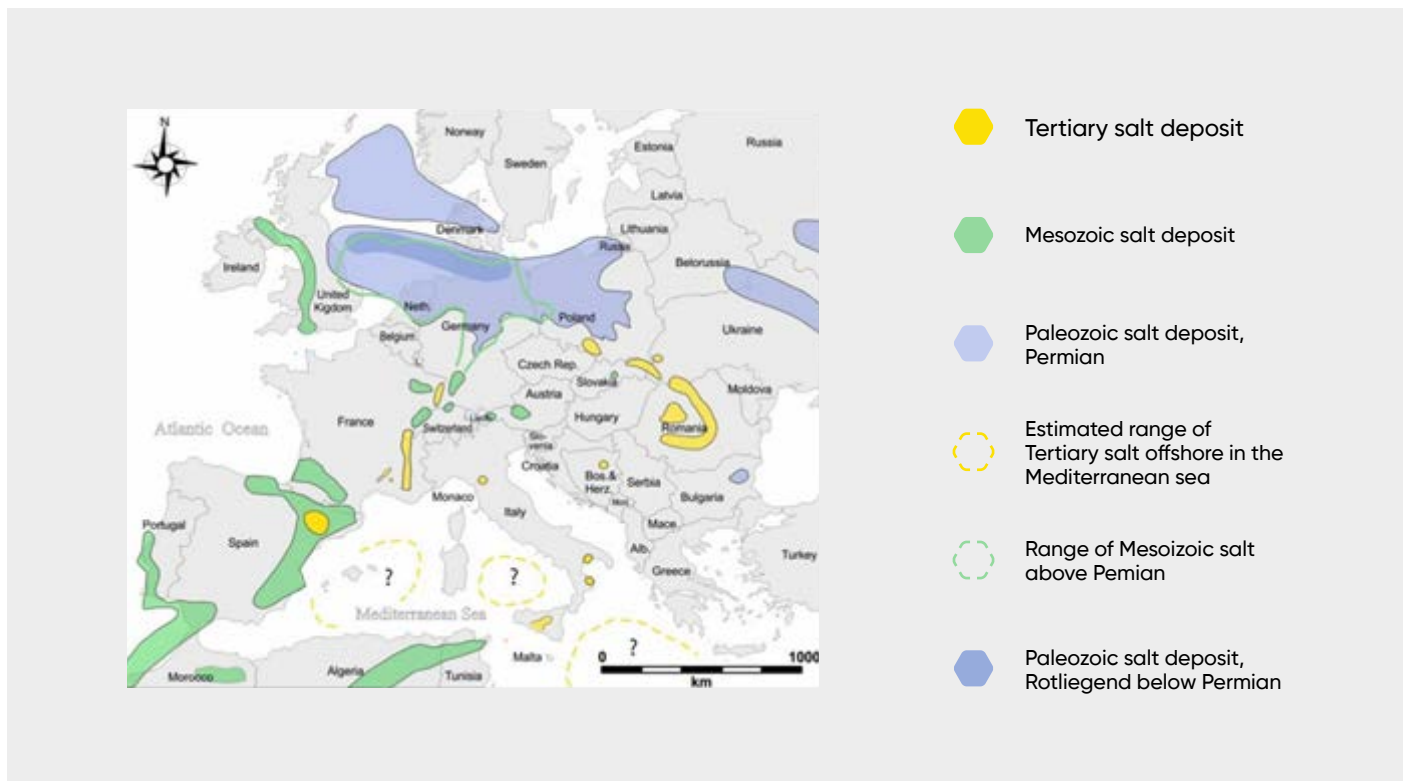 N
Norway
Sweden
Estonia
Russia
Latvia
Denmark
Lithuania
Russia
Belorussia
Ireland
United
Kigdom
Neth.
Poland
Germany
Belgium
Ukraine
Czech Rep.
Slovakia
Moldova
Austria
France
Switzerland
Hungary
Romania
Atlantic Ocean
Slo-
venia
Croatia
Bos.&
Herz.
Serbia
Monaco
Bulgaria
Italy
Portugal
Spain
Mace.
Alb.
Turkey
Greece
?
?
Mediterranean Sea
?
Malta
0
1000
km
Morocco
Algeria
Tunisia
Tertiary salt deposit
Mesozoic salt deposit
Paleozoic salt deposit,
Permian
Estimated range of
Tertiary salt offshore in the
Mediterranean sea
Range of Mesoizoic salt
above Pemian
Paleozoic salt deposit,
Rotliegend below Permian